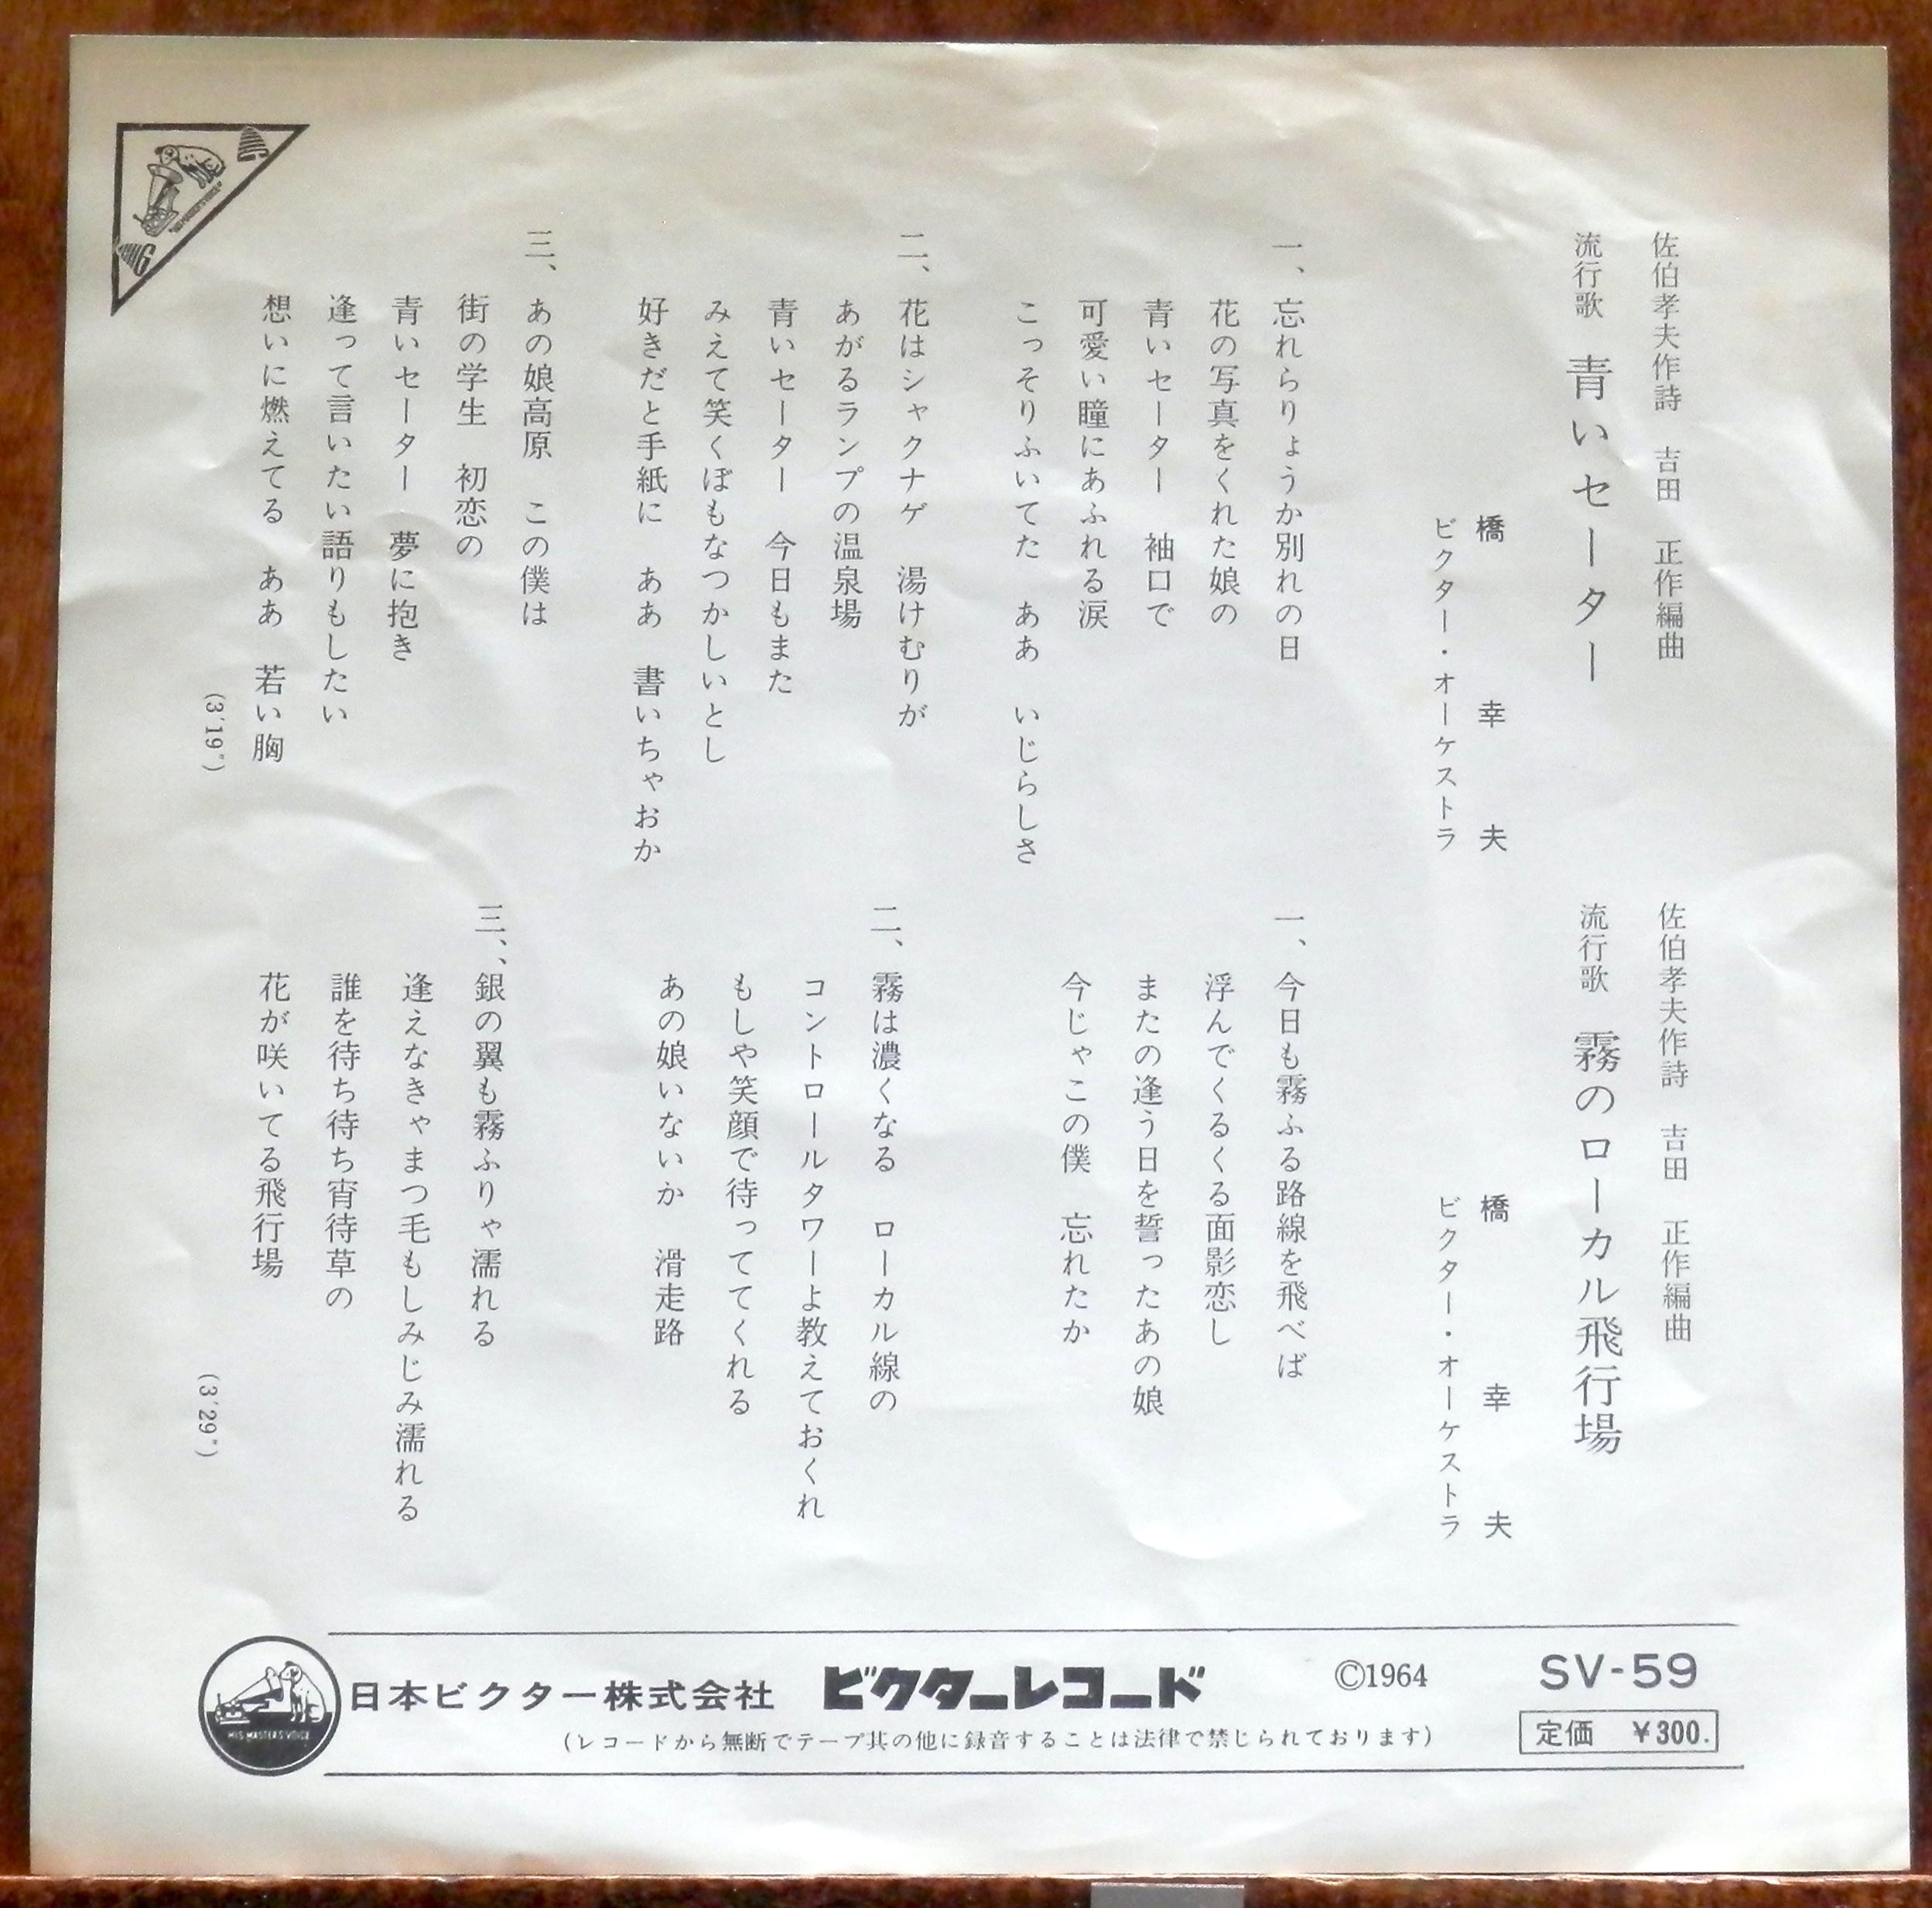 佐伯孝夫作詩　吉田　正作編曲
流行歌　青いセーター
橋　幸　夫
ビクター・オーケストラ
一、忘れらりょうか別れの日
花の写真をくれた娘の
青いセーター　袖口で
可愛い瞳にあふれる涙
こっそりふいてた　ああ　いじらしさ
二、花はシャクナゲ　湯けむりが
あがるランプの温泉場
青いセーター　今日もまた
みえて笑くぼもなつかしいとし
好きだと手紙に　ああ　書いちゃおか
三、あの娘高原　この僕は
街の学生　初恋の
青いセーター　夢に抱き
逢って言いたい語りもしたい
想いに燃えてる　ああ　若い胸
(3'19")
佐伯孝夫作詩　吉田　正作編曲
流行歌　霧のローカル飛行場
橋　幸　夫
ビクター・オーケストラ
一、今日も霧ふる路線を飛べば
浮んでくるくる面影恋し
またの逢う日を誓ったあの娘
今じゃこの僕　忘れたか
二、霧は濃くなる　ローカル線の
コントロールタワーよ教えておくれ
もしや笑顔で待っててくれる
あの娘いないか　滑走路
三、、銀の翼も霧ふりゃ濡れる
逢えなきゃまつ毛もしみじみ濡れる
誰を待ち待ち宵待草の
花が咲いてる飛行場
(3'29")
日本ビクター株式会社　ビクターレコード　©1964　SV-59
(レコードから無断でテープ其の他に録音することは法律で禁じられております)
定価　￥300.
HIS MASTER'S VOICE